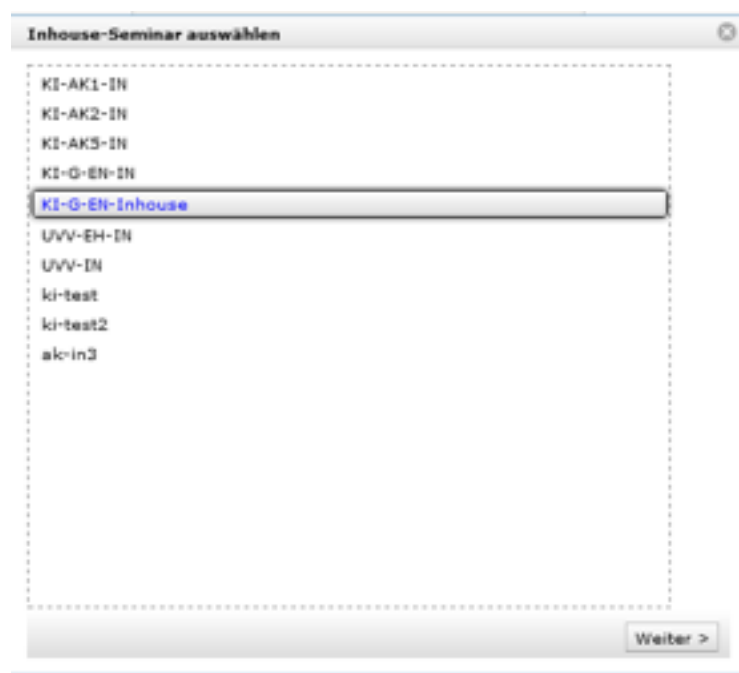 Inhouse-Seminar auswählen
KI-AK1-IN
KI-AK2-IN
KI-AK5-IN
KI-G-EN-IN
KI-G-EN-Inhouse
UVV-EH-IN
UVV-IN
ki-test
ki-test2
ak-in3
Weiter >